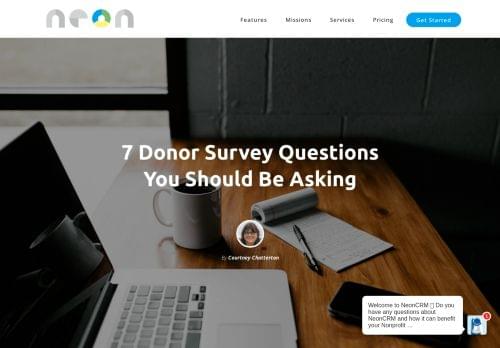 neon
Features Missions Services Pricing Get Started
7 Donor Survey Questions
You Should Be Asking
By Courtney Chatterton
Welcome to NeonCRM ▯ Do you
have any questions about
NeonCRM and how it can benefit
your Nonprofit ...
1